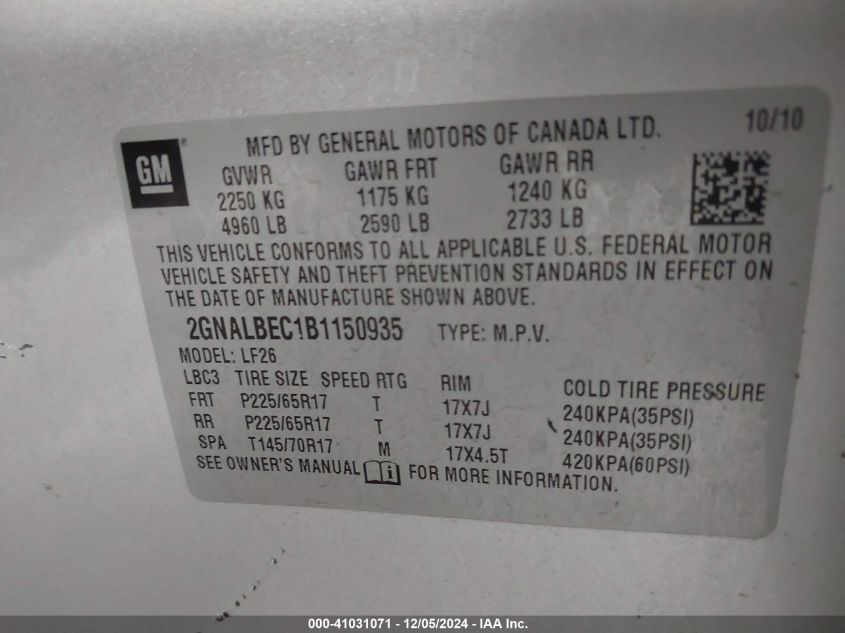 MFD BY GENERAL MOTORS OF CANADA LTD. 10/10
GM
GVWR GAWR FRT GAWR RR
2250 KG 1175 KG 1240 KG
4960 LB 2590 LB 2733 LB
THIS VEHICLE CONFORMS TO ALL APPLICABLE U.S. FEDERAL MOTOR
VEHICLE SAFETY AND THEFT PREVENTION STANDARDS IN EFFECT ON
THE DATE OF MANUFACTURE SHOWN ABOVE.
2GNALBEC1B1150935 TYPE: M.P.V.
MODEL: LF26
LBC3 TIRE SIZE SPEED RTG RIM COLD TIRE PRESSURE
FRT P225/65R17 T 17X7J 240KPA(35PSI)
RR P225/65R17 T 17X7J 240KPA(35PSI)
SPA T145/70R17 M 17X4.5T 420KPA(60PSI)
SEE OWNER'S MANUAL i FOR MORE INFORMATION.
000-41031071 - 12/05/2024 - IAA Inc.